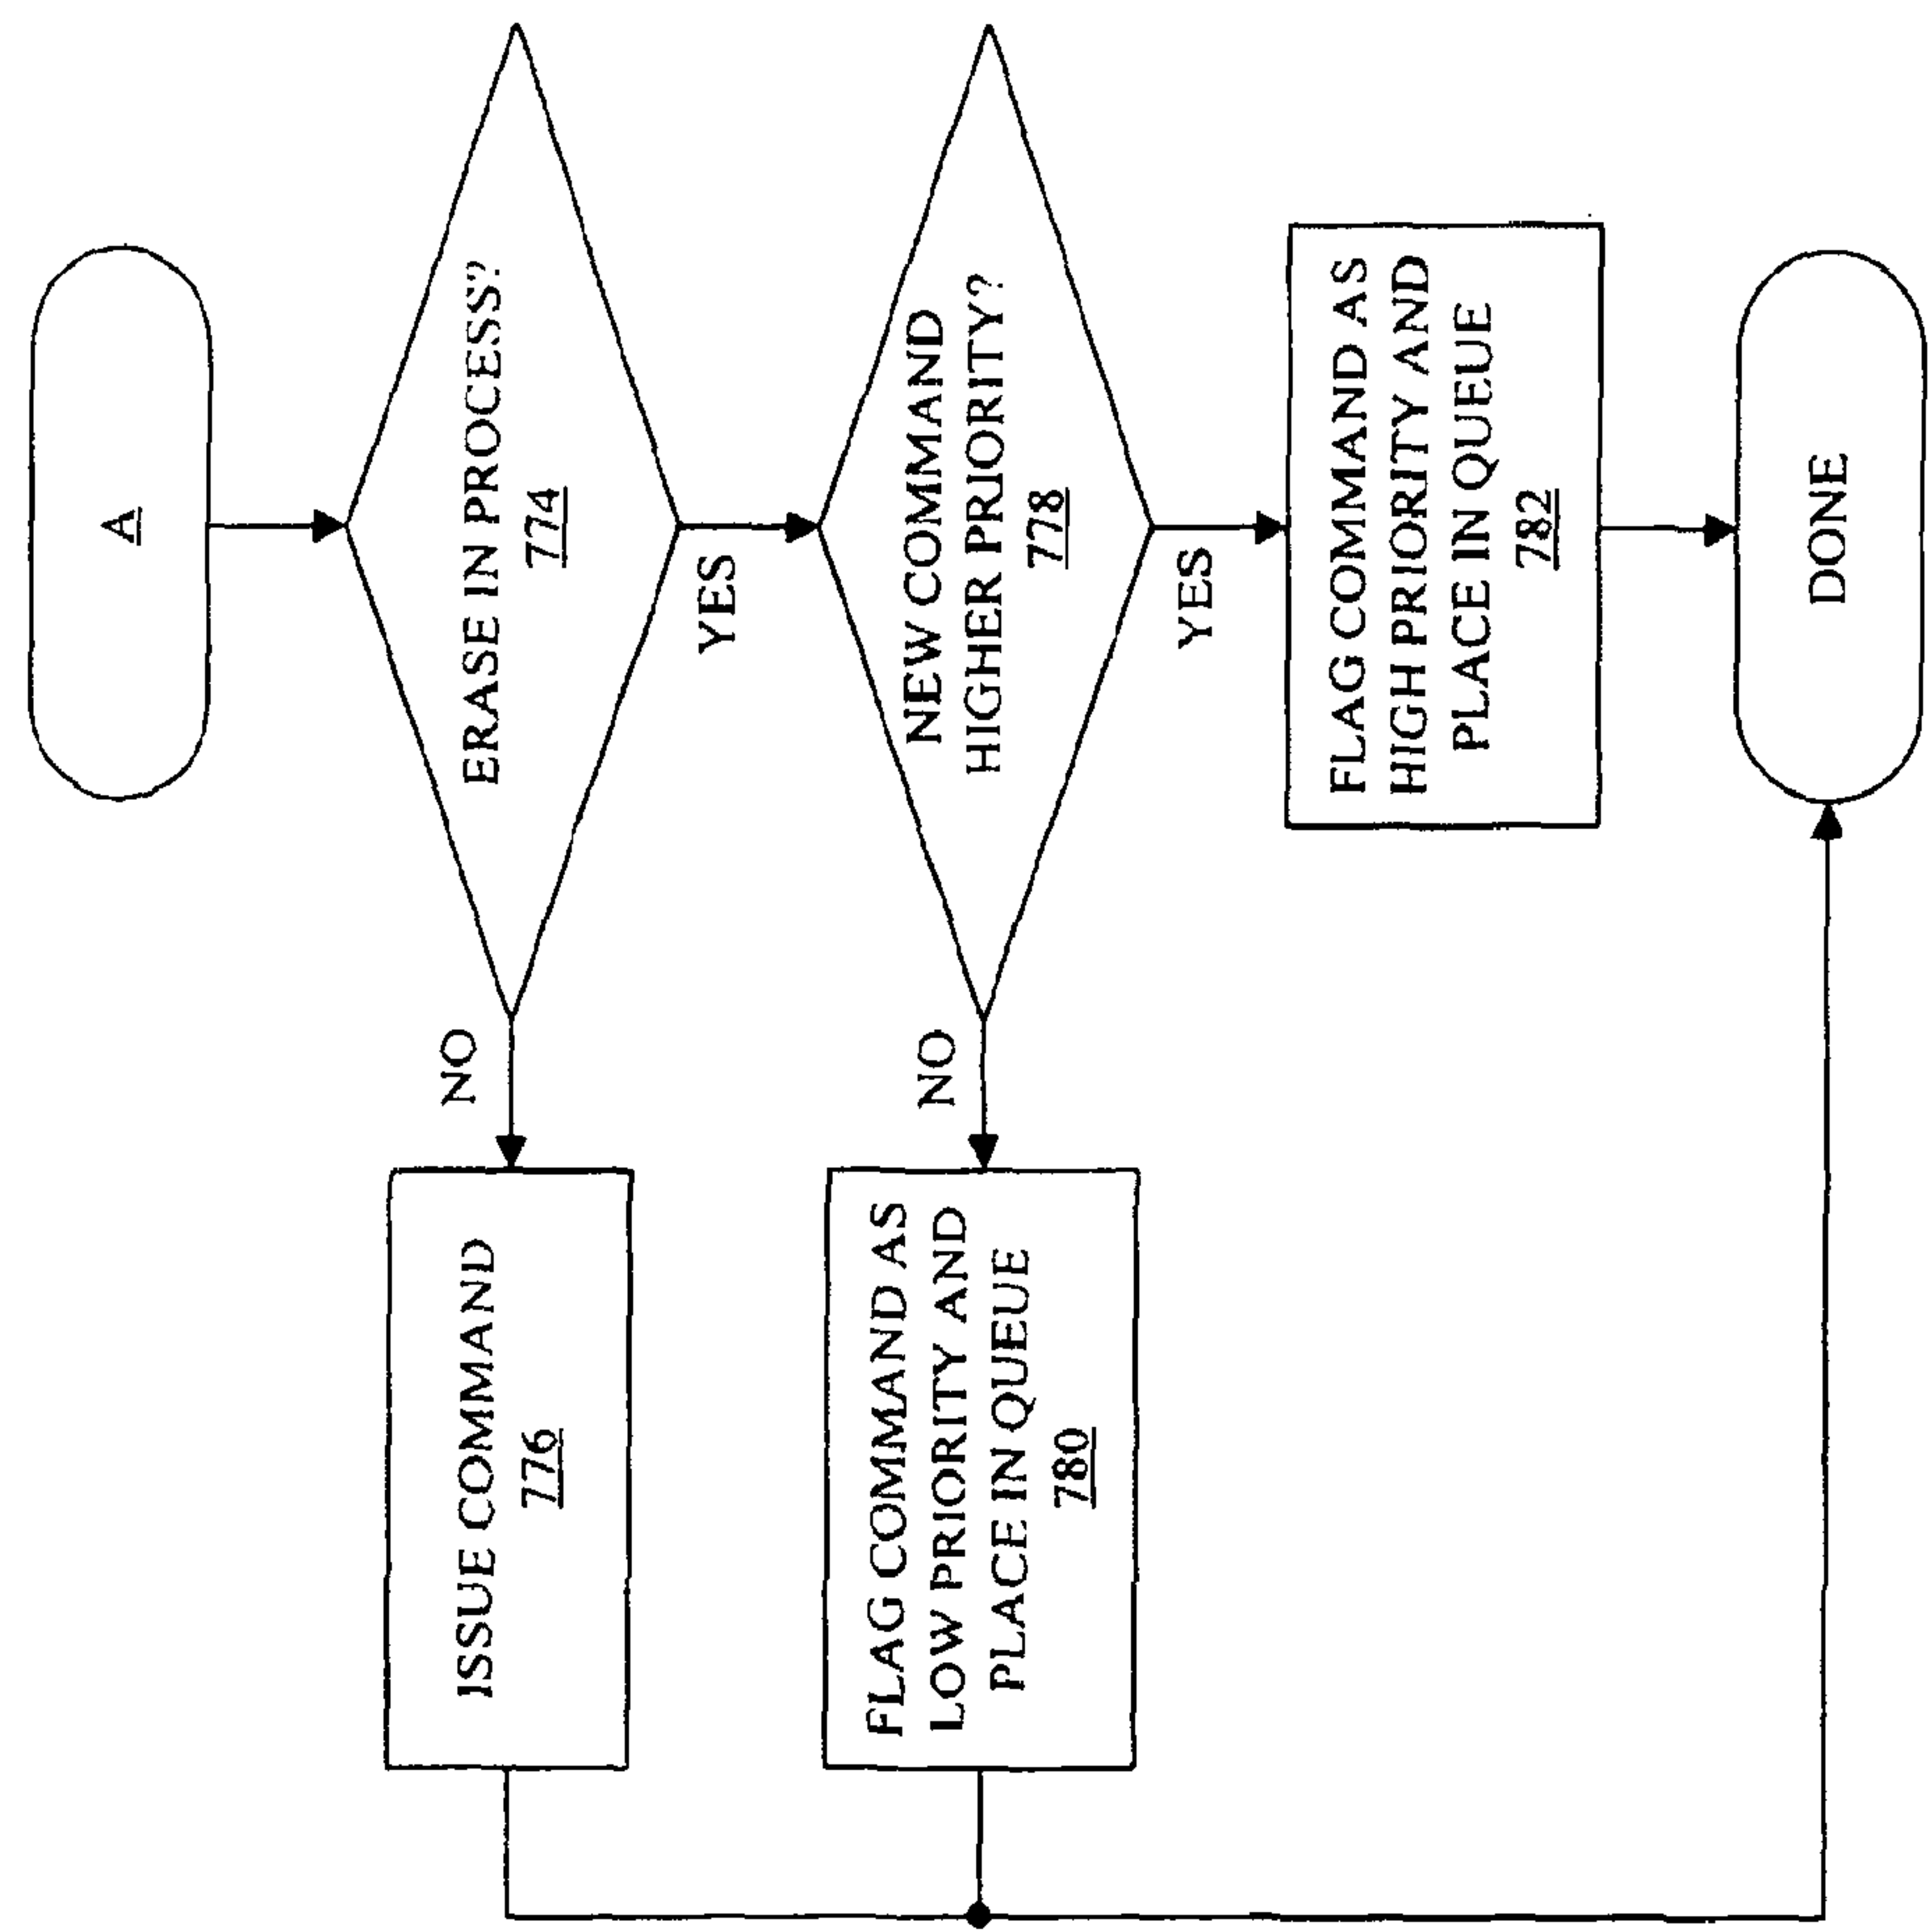 A
ERASE IN PROCESS?
774
NO
YES
ISSUE COMMAND
776
NEW COMMAND
HIGHER PRIORITY?
778
NO
YES
FLAG COMMAND AS
LOW PRIORITY AND
PLACE IN QUEUE
780
FLAG COMMAND AS
HIGH PRIORITY AND
PLACE IN QUEUE
782
DONE